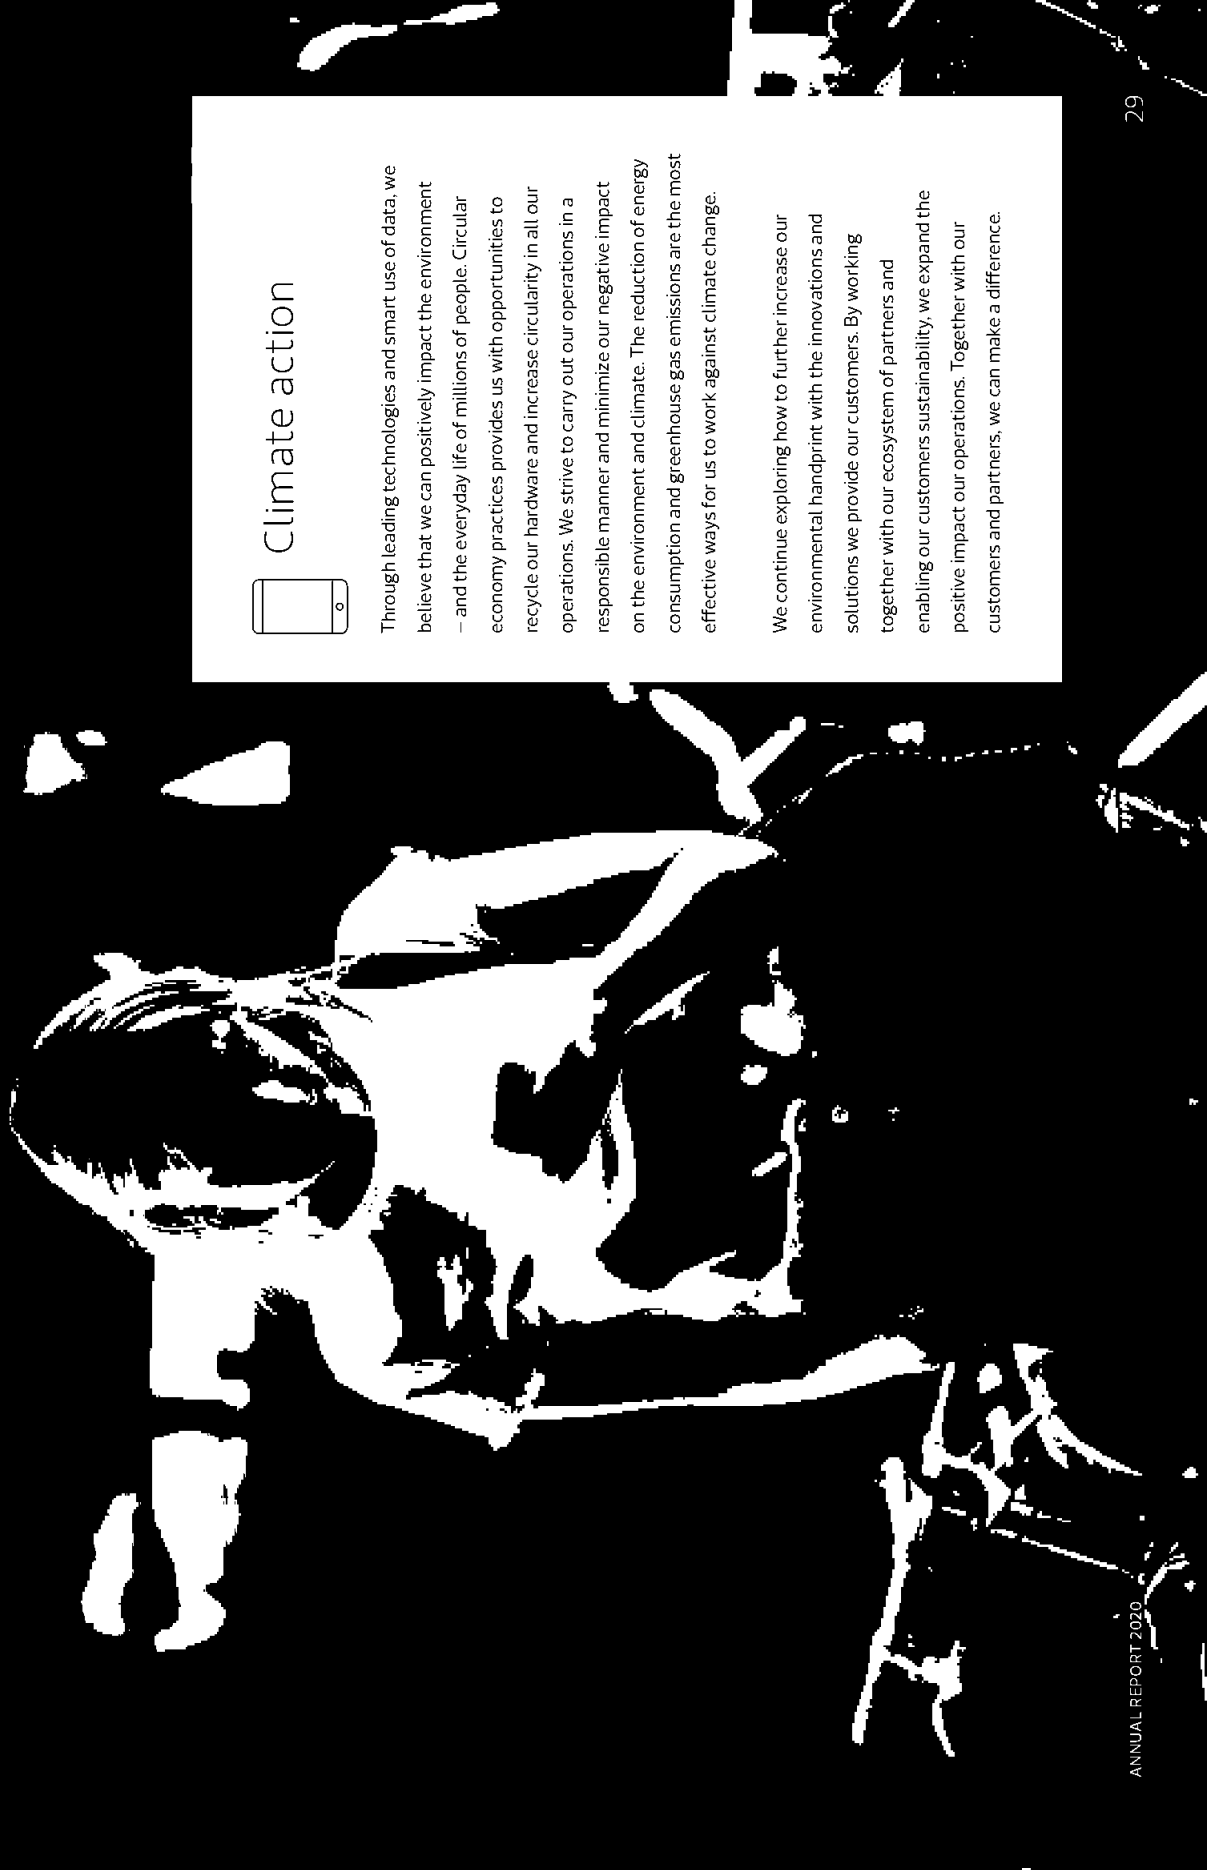 Climate action
Through leading technologies and smart use of data, we
believe that we can positively impact the environment
– and the everyday life of millions of people. Circular
economy practices provides us with opportunities to
recycle our hardware and increase circularity in all our
operations. We strive to carry out our operations in a
responsible manner and minimize our negative impact
on the environment and climate. The reduction of energy
consumption and greenhouse gas emissions are the most
effective ways for us to work against climate change.
We continue exploring how to further increase our
environmental handprint with the innovations and
solutions we provide our customers. By working
together with our ecosystem of partners and
enabling our customers sustainability, we expand the
positive impact our operations. Together with our
customers and partners, we can make a difference.
ANNUAL REPORT 2020
29